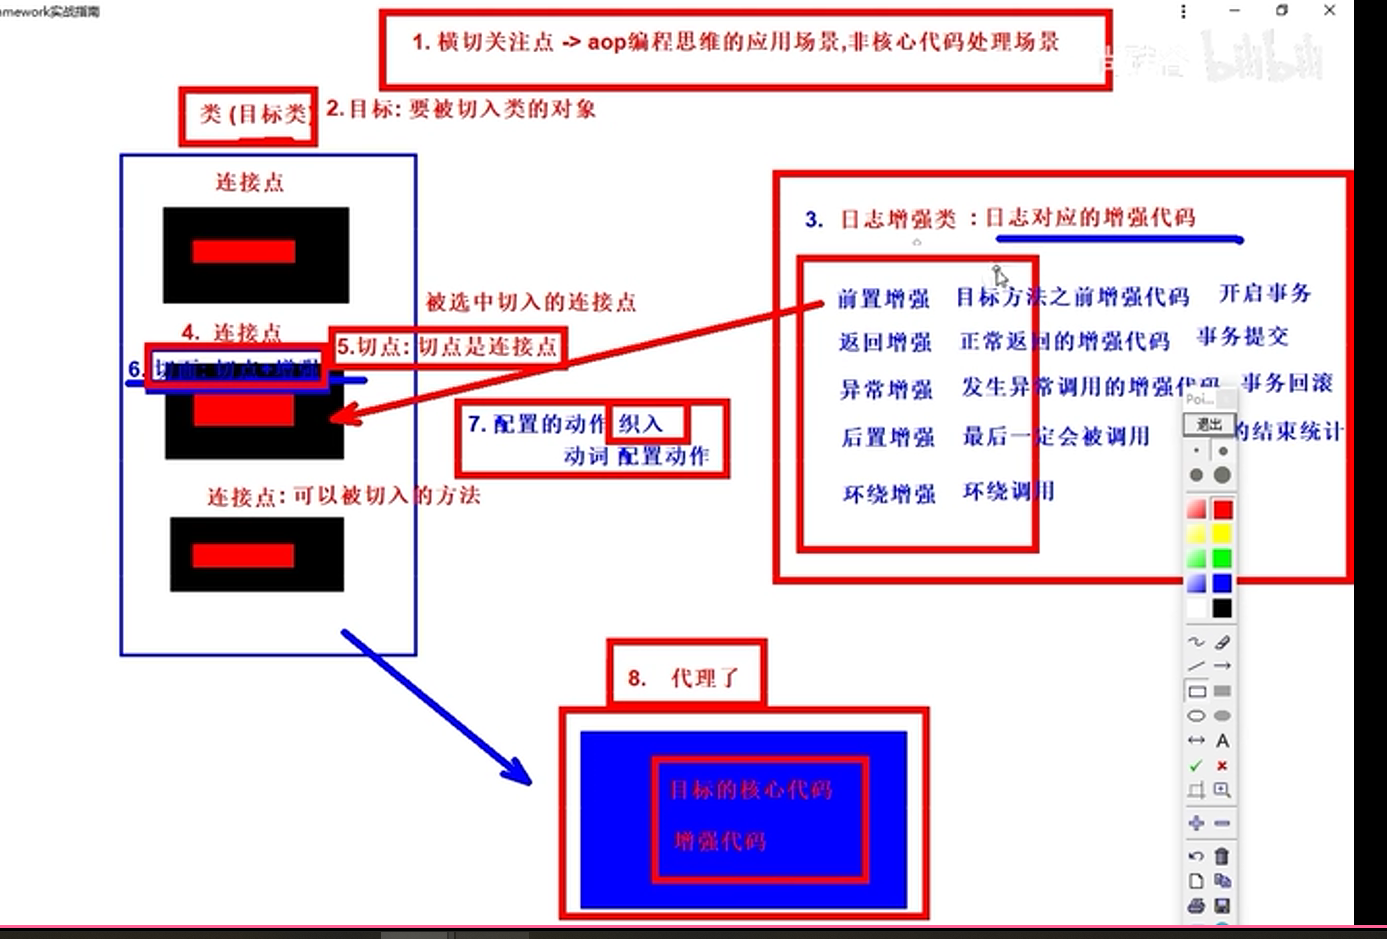 mework实战指南
1. 横切关注点 -> aop编程思维的应用场景,非核心代码处理场景
bilibili
类 (目标类)
2.目标: 要被切入类的对象
连接点
3. 日志增强类 : 日志对应的增强代码
前置增强 目标方法之前增强代码 开启事务
被选中切入的连接点
4. 连接点
返回增强 正常返回的增强代码 事务提交
5.切点: 切点是连接点
6. 切面: 切点+增强
异常增强 发生异常调用的增强代码 事务回滚
7. 配置的动作 织入
动词 配置动作
后置增强 最后一定会被调用 的结束统计
环绕增强 环绕调用
连接点: 可以被切入的方法
8. 代理了
目标的核心代码
增强代码
Poi...
退出
A